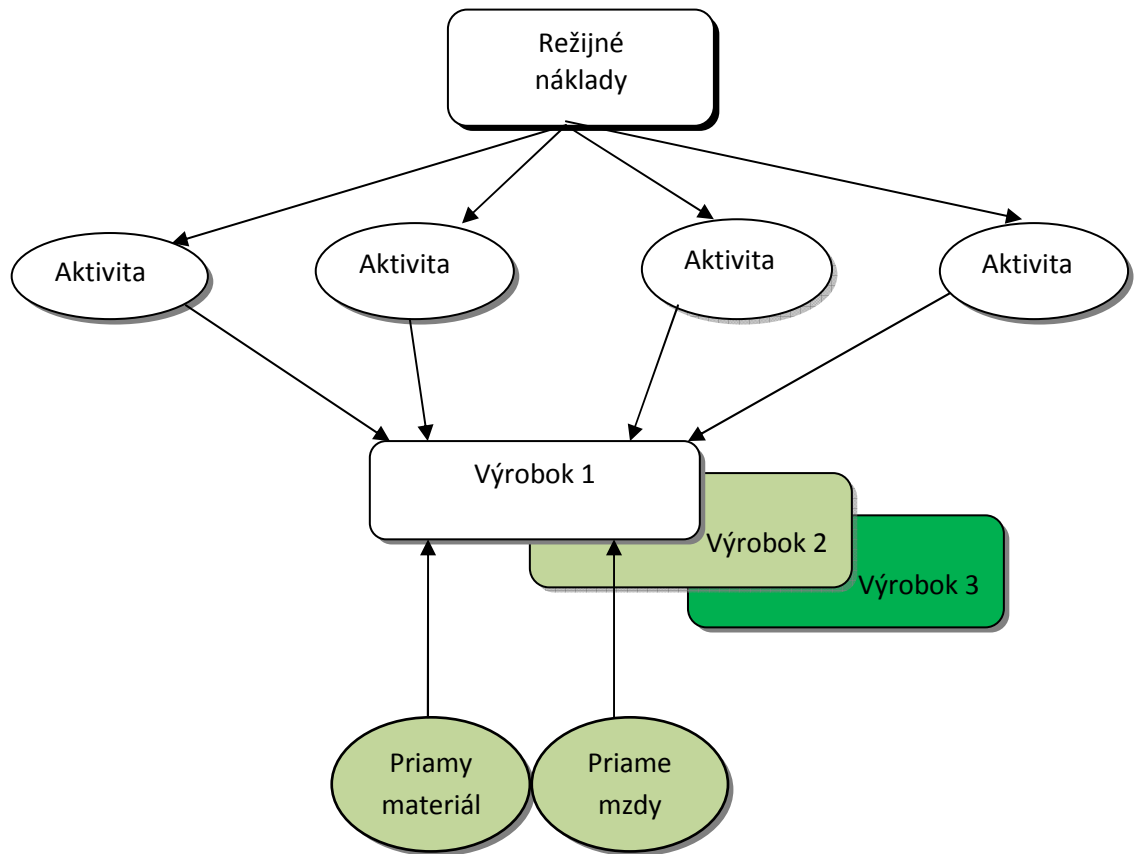 Režijné
náklady
Aktivita
Aktivita
Aktivita
Aktivita
Výrobok 1
Výrobok 2
Výrobok 3
Priamy
materiál
Priame
mzdy